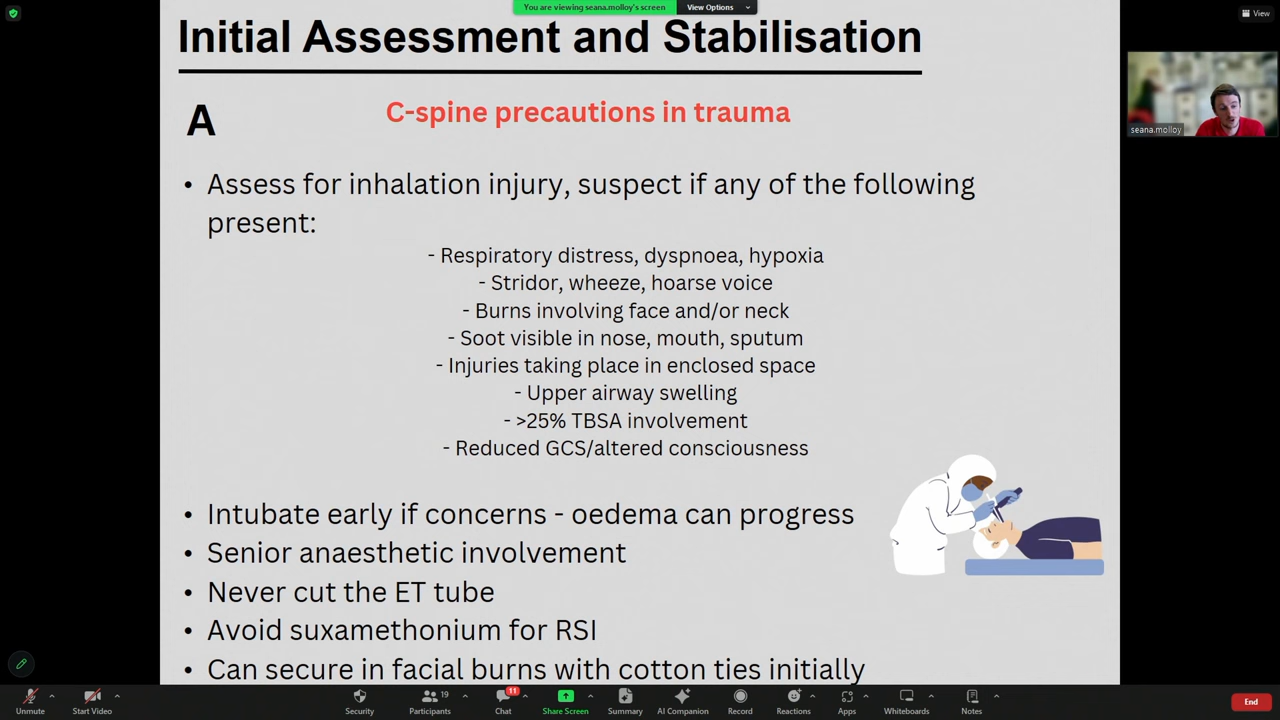 You are viewing seana.molloy's screen
View Options
View
Initial Assessment and Stabilisation
A
C-spine precautions in trauma
seana.molloy
• Assess for inhalation injury, suspect if any of the following
present:
- Respiratory distress, dyspnoea, hypoxia
- Stridor, wheeze, hoarse voice
- Burns involving face and/or neck
- Soot visible in nose, mouth, sputum
- Injuries taking place in enclosed space
- Upper airway swelling
- >25% TBSA involvement
- Reduced GCS/altered consciousness
• Intubate early if concerns - oedema can progress
• Senior anaesthetic involvement
• Never cut the ET tube
• Avoid suxamethonium for RSI
• Can secure in facial burns with cotton ties initially
Unmute
Start Video
Security
Participants 19
Chat 11
Share Screen
Summary
AI Companion
Record
Reactions
Apps
Whiteboards
Notes
End